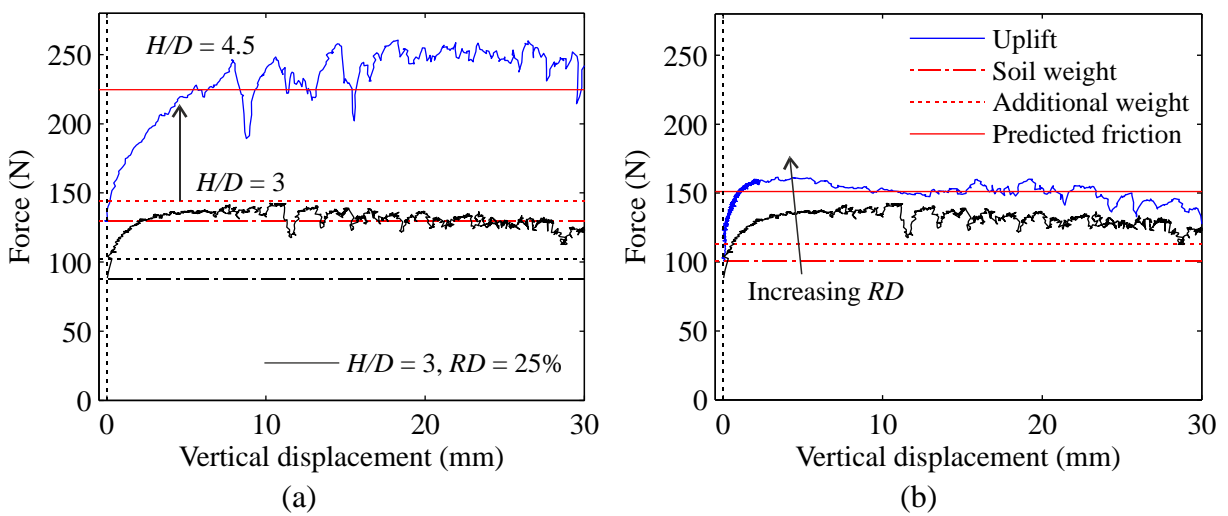 H/D = 4.5
H/D = 3
H/D = 3, RD = 25%
Force (N)
250
200
150
100
50
0
0 10 20 30
Vertical displacement (mm)
(a)
Uplift
Soil weight
Additional weight
Predicted friction
Increasing RD
Force (N)
250
200
150
100
50
0
0 10 20 30
Vertical displacement (mm)
(b)